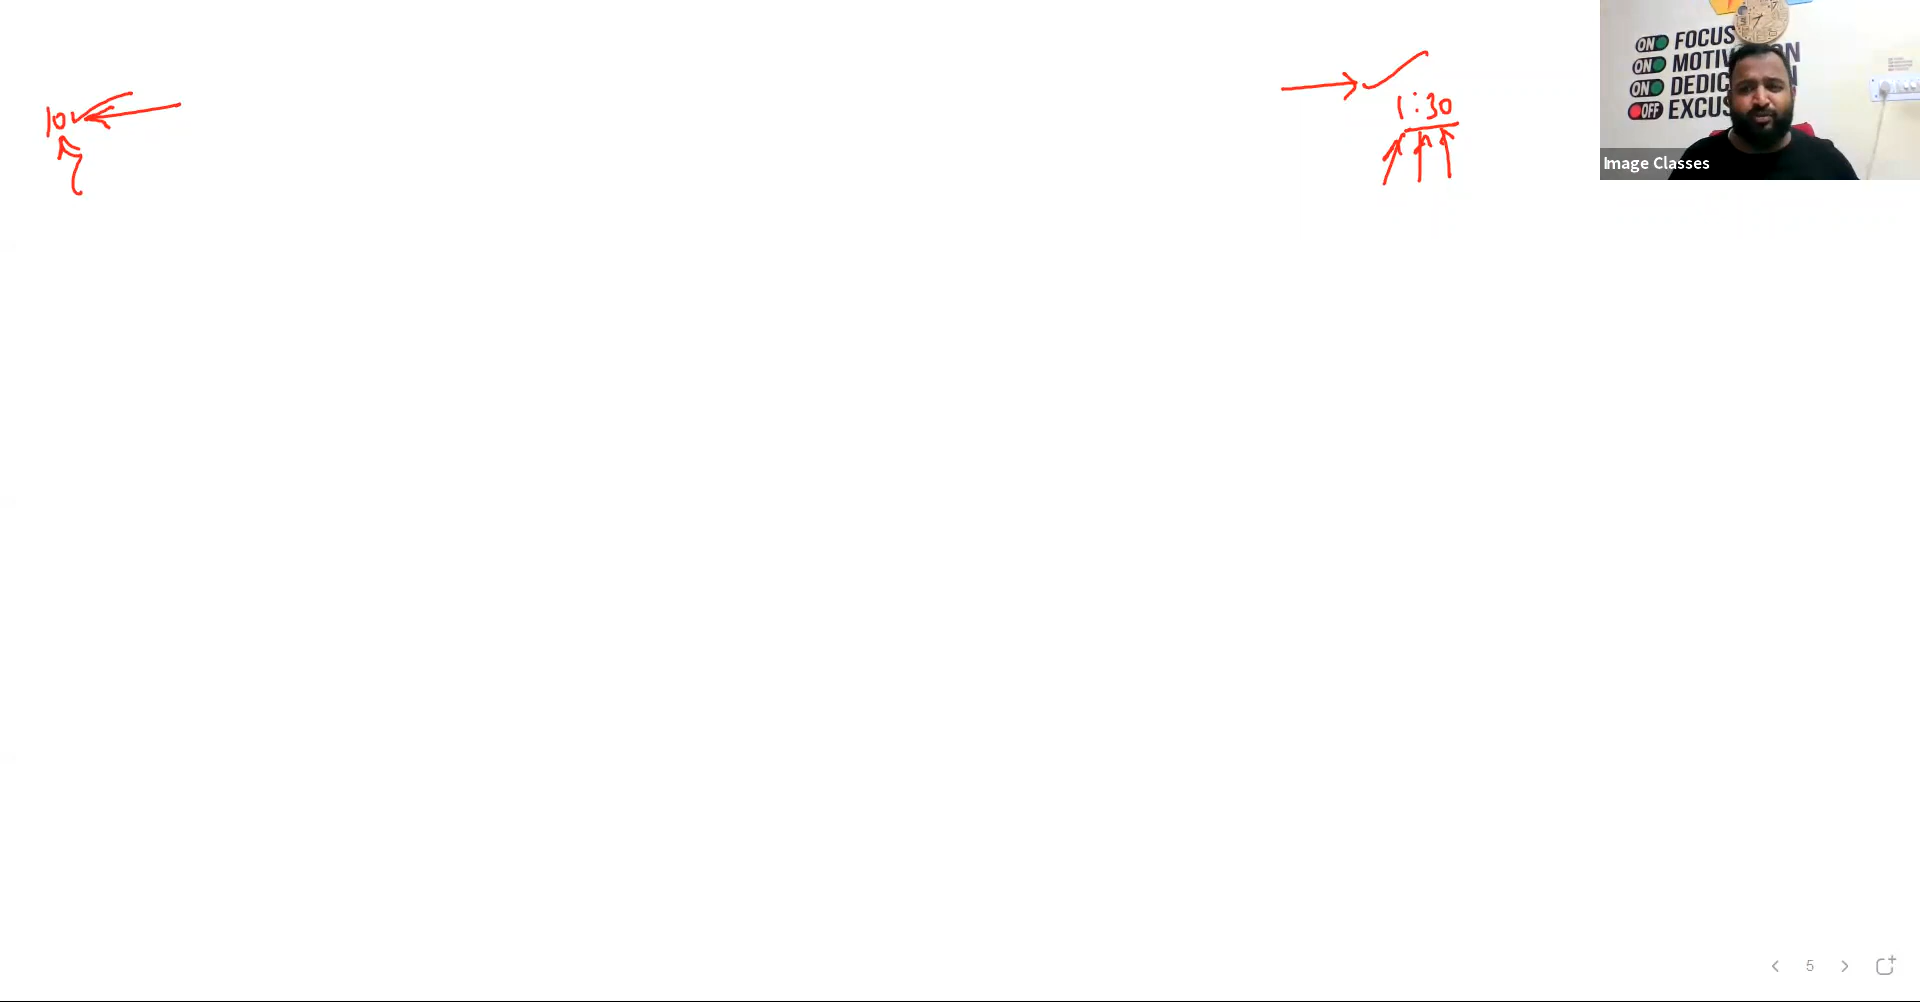 10
1:30
ON FOCUS
ON MOTIV N
ON DEDIC N
OFF EXCUS
Image Classes
5